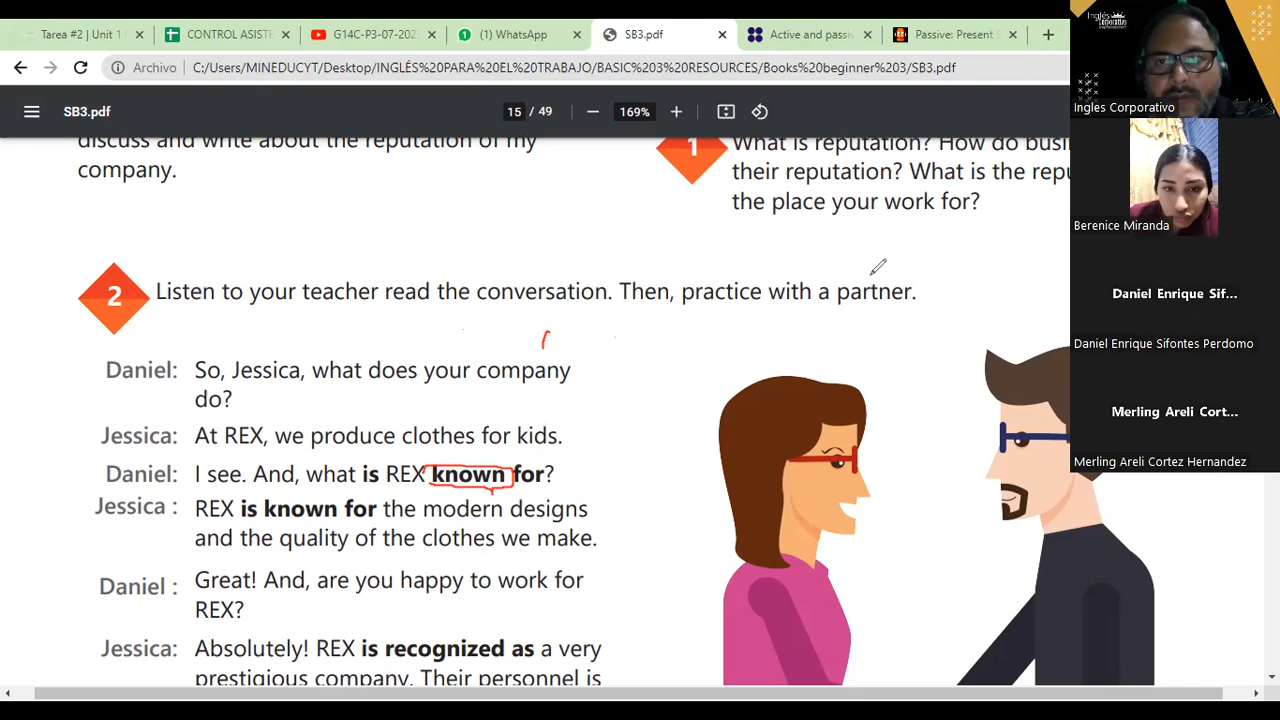 Tarea #2 | Unit 1
CONTROL ASISTE
G14C-P3-07-202
(1) WhatsApp
SB3.pdf
Active and passiv
Passive: Present S
Archivo
C:/Users/MINEDUCYT/Desktop/INGLÉS%20PARA%20EL%20TRABAJO/BASIC%203%20RESOURCES/Books%20beginner%203/SB3.pdf
SB3.pdf
15 / 49
169%
discuss and write about the reputation of my
company.
1
What is reputation? How do busi
their reputation? What is the repu
the place your work for?
2
Listen to your teacher read the conversation. Then, practice with a partner.
Daniel: So, Jessica, what does your company
do?
Jessica: At REX, we produce clothes for kids.
Daniel: I see. And, what is REX known for?
Jessica : REX is known for the modern designs
and the quality of the clothes we make.
Daniel : Great! And, are you happy to work for
REX?
Jessica: Absolutely! REX is recognized as a very
prestigious company. Their personnel is
Inglés
Corporativo
Ingles Corporativo
Berenice Miranda
Daniel Enrique Sif...
Daniel Enrique Sifontes Perdomo
Merling Areli Cort...
Merling Areli Cortez Hernandez